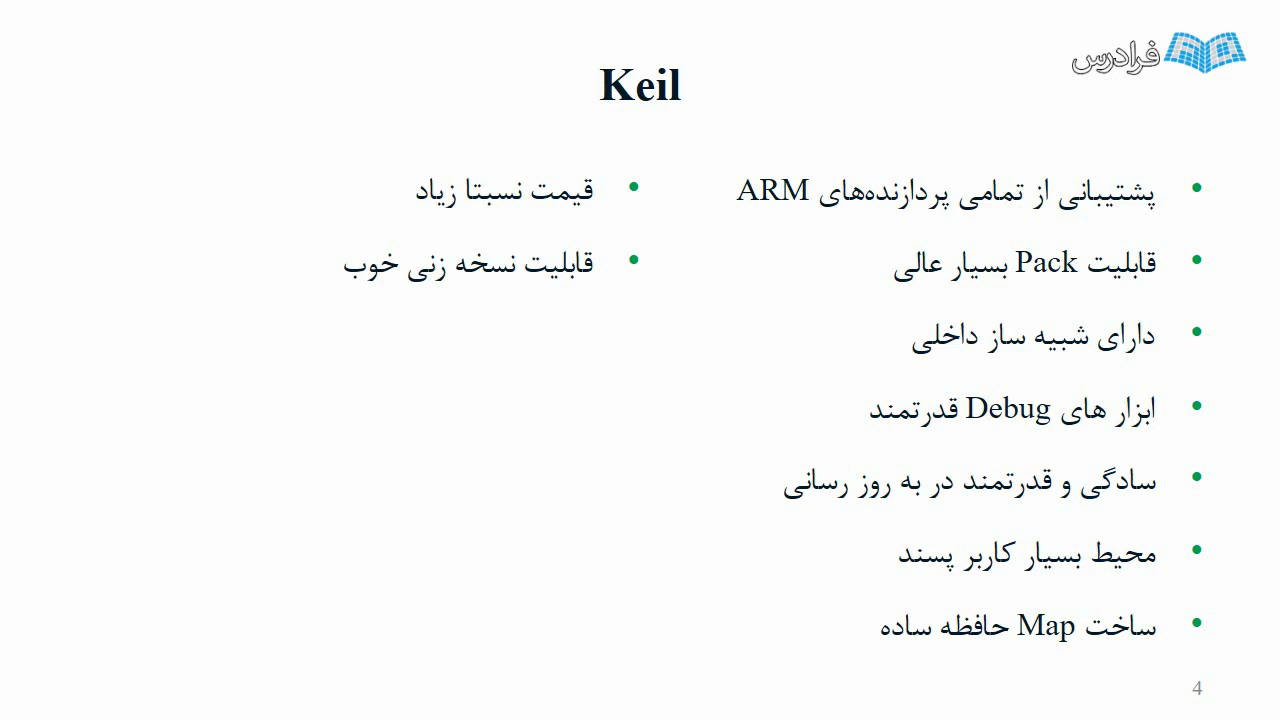 فرادرس
Keil
پشتیبانی از تمامی پردازنده‌های ARM
قابلیت Pack بسیار عالی
دارای شبیه ساز داخلی
ابزار های Debug قدرتمند
سادگی و قدرتمند در به روز رسانی
محیط بسیار کاربر پسند
ساخت Map حافظه ساده
قیمت نسبتا زیاد
قابلیت نسخه زنی خوب
4